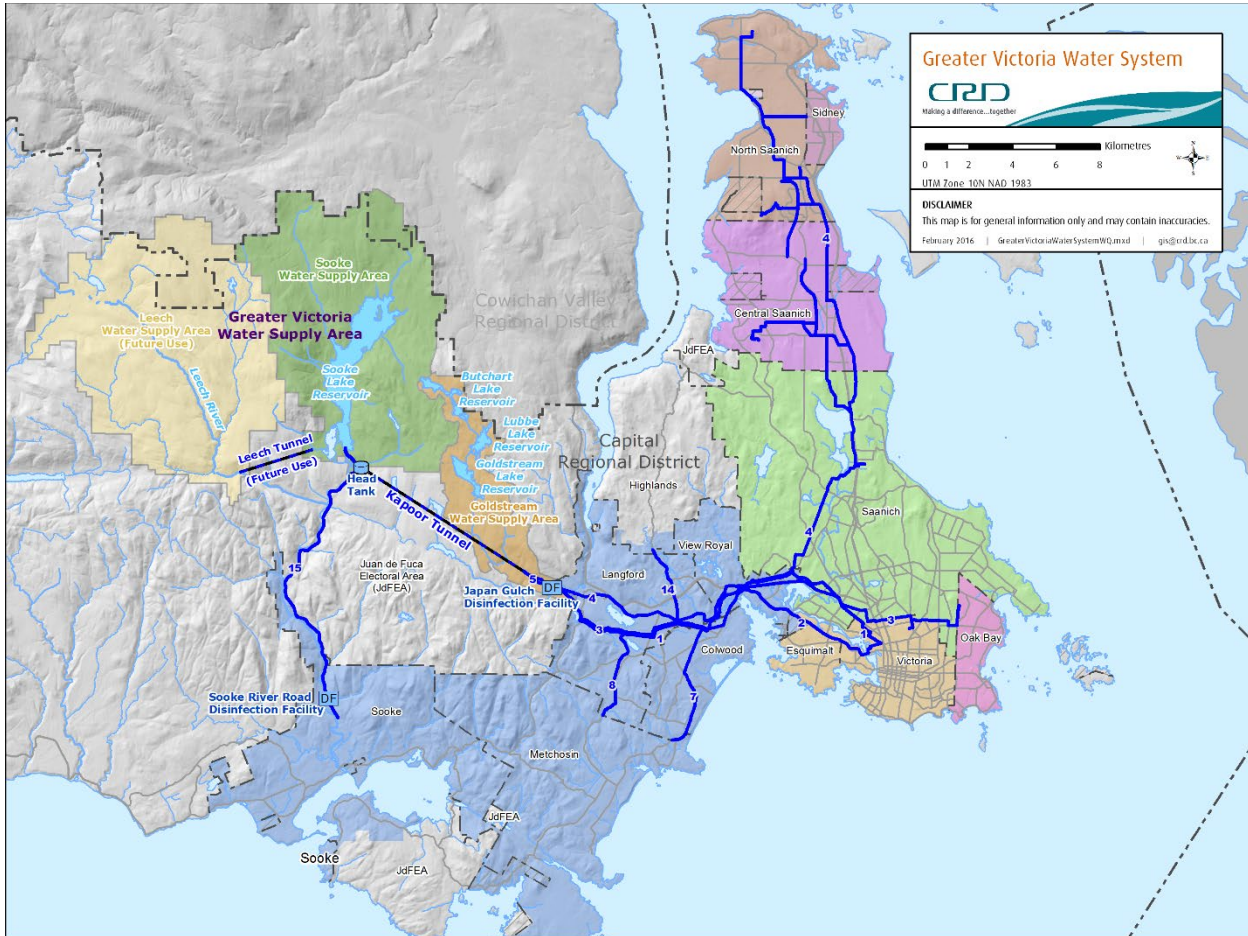 Greater Victoria Water System
CRD
Making a difference...together
Kilometres
0 1 2 4 6 8
UTM Zone 10N NAD 1983
N
W E
S
DISCLAIMER
This map is for general information only and may contain inaccuracies.
February 2016 | GreaterVictoriaWaterSystemWQ.mxd | gis@crd.bc.ca
Sidney
North Saanich
4
Sooke
Water Supply Area
Cowichan Valley
Regional District
Leech
Water Supply Area
(Future Use)
Greater Victoria
Water Supply Area
Central Saanich
JdFEA
Sooke
Lake
Reservoir
Butchart
Lake
Reservoir
Leech River
Lubbe
Lake
Reservoir
Capital
Regional District
Goldstream
Lake
Reservoir
Leech Tunnel
(Future Use)
Head
Tank
Highlands
Kapoor Tunnel
Goldstream
Water Supply Area
Saanich
4
View Royal
15
Juan de Fuca
Electoral Area
(JdFEA)
Langford
5
DF
Japan Gulch
Disinfection Facility
4
14
3
1
2
1
3
Oak Bay
Colwood
Esquimalt
Victoria
8
7
Sooke River Road
Disinfection Facility
DF
Sooke
Metchosin
JdFEA
Sooke
JdFEA